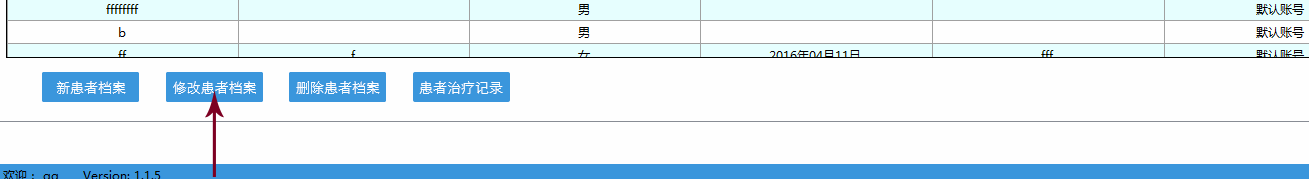 ffffffff 男 默认账号
b 男 默认账号
ff f 女 2016年04月11日 fff 默认账号
新患者档案 修改患者档案 删除患者档案 患者治疗记录
欢迎： qq Version: 1.1.5